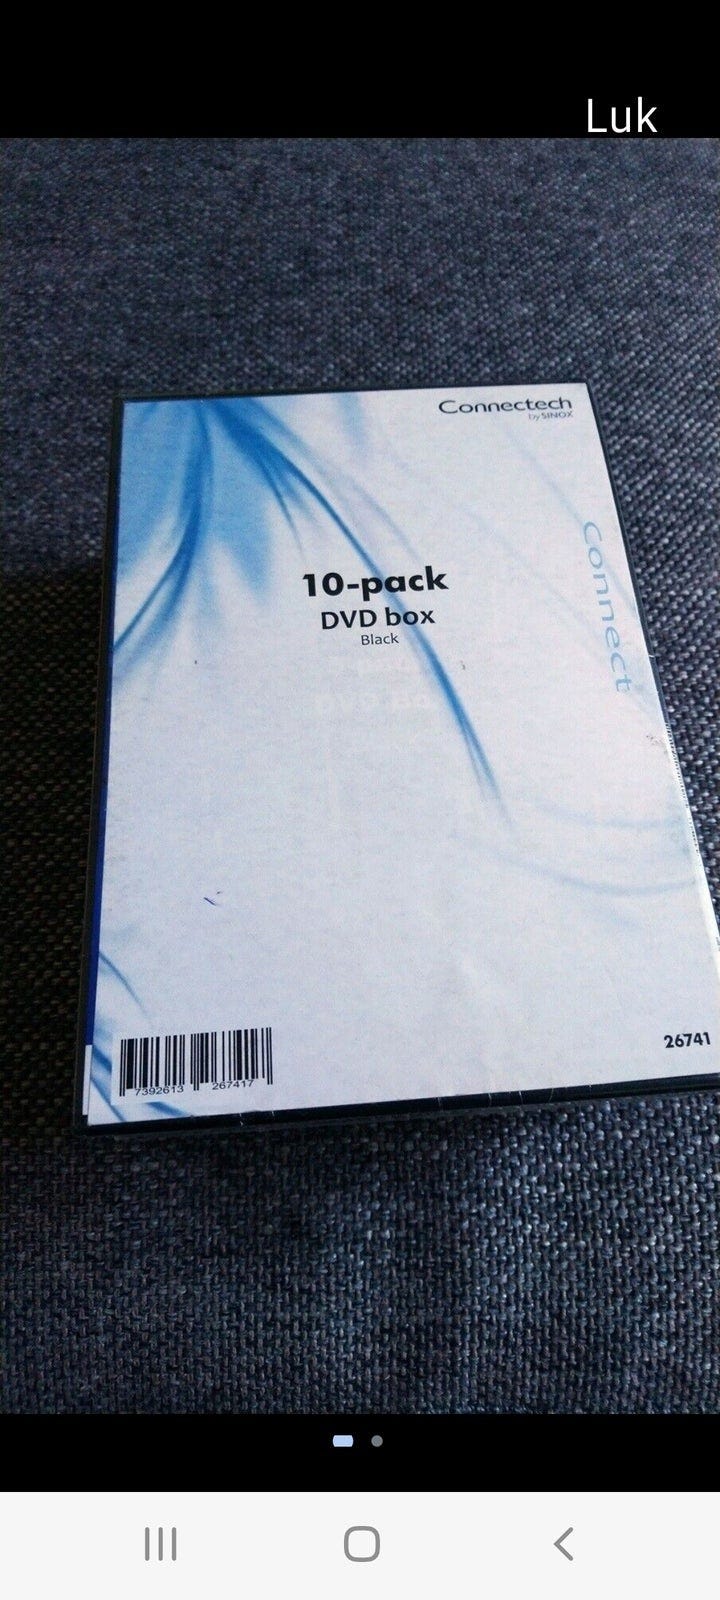 Luk
Connectech
by SINOX
Connect
10-pack
DVD box
Black
7392613 267417
26741